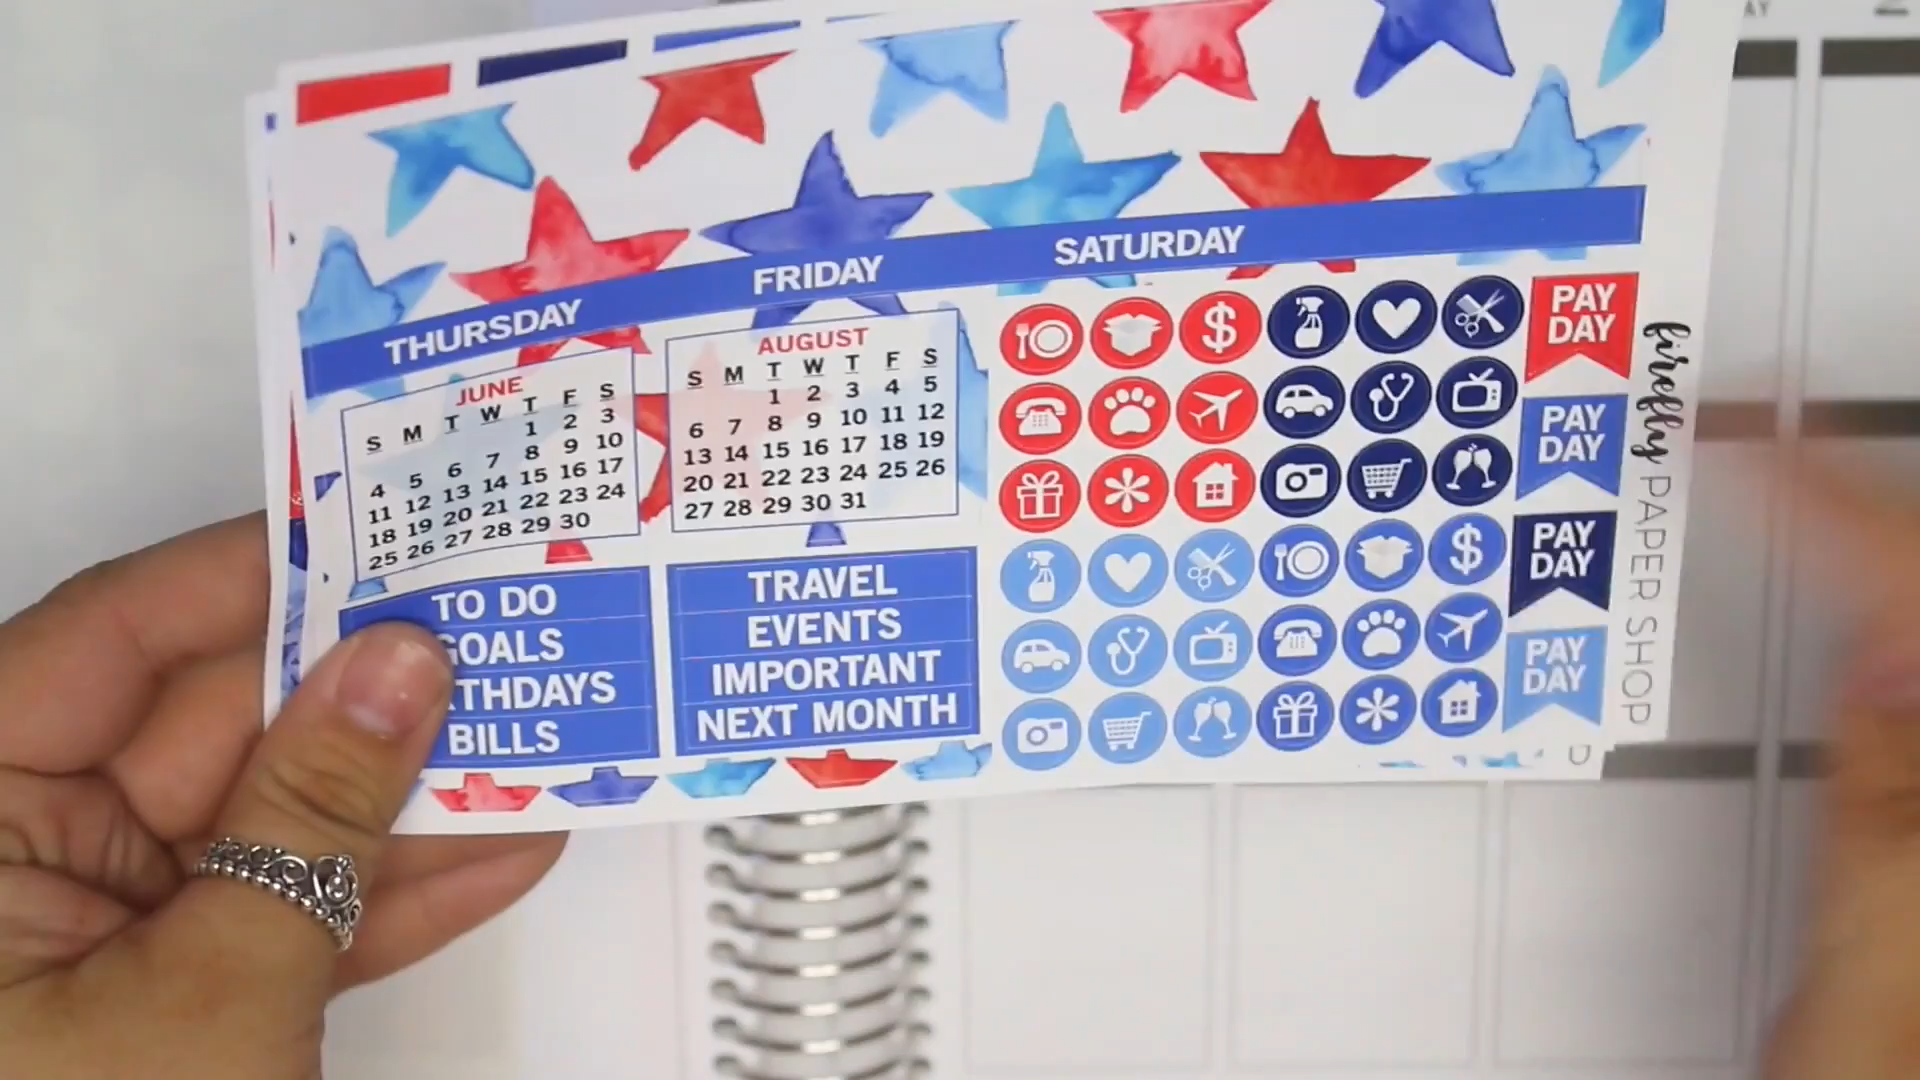 THURSDAY FRIDAY SATURDAY
JUNE
S M T W T F S
1 2 3
4 5 6 7 8 9 10
11 12 13 14 15 16 17
18 19 20 21 22 23 24
25 26 27 28 29 30
AUGUST
S M T W T F S
1 2 3 4 5
6 7 8 9 10 11 12
13 14 15 16 17 18 19
20 21 22 23 24 25 26
27 28 29 30 31
TO DO
GOALS
RTHDAYS
BILLS
TRAVEL
EVENTS
IMPORTANT
NEXT MONTH
$
$
PAY
DAY
PAY
DAY
PAY
DAY
PAY
DAY
firefly PAPER SHOP
AY